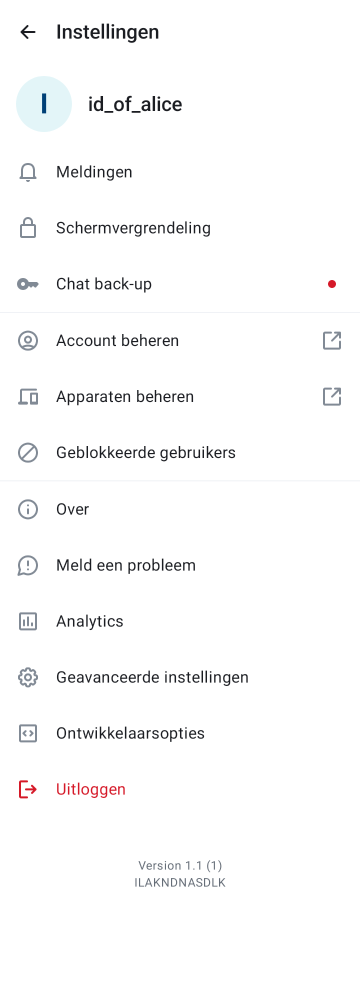 Instellingen
I
id_of_alice
Meldingen
Schermvergrendeling
Chat back-up
Account beheren
Apparaten beheren
Geblokkeerde gebruikers
Over
Meld een probleem
Analytics
Geavanceerde instellingen
Ontwikkelaarsopties
Uitloggen
Version 1.1 (1)
ILAKNDNASDLK